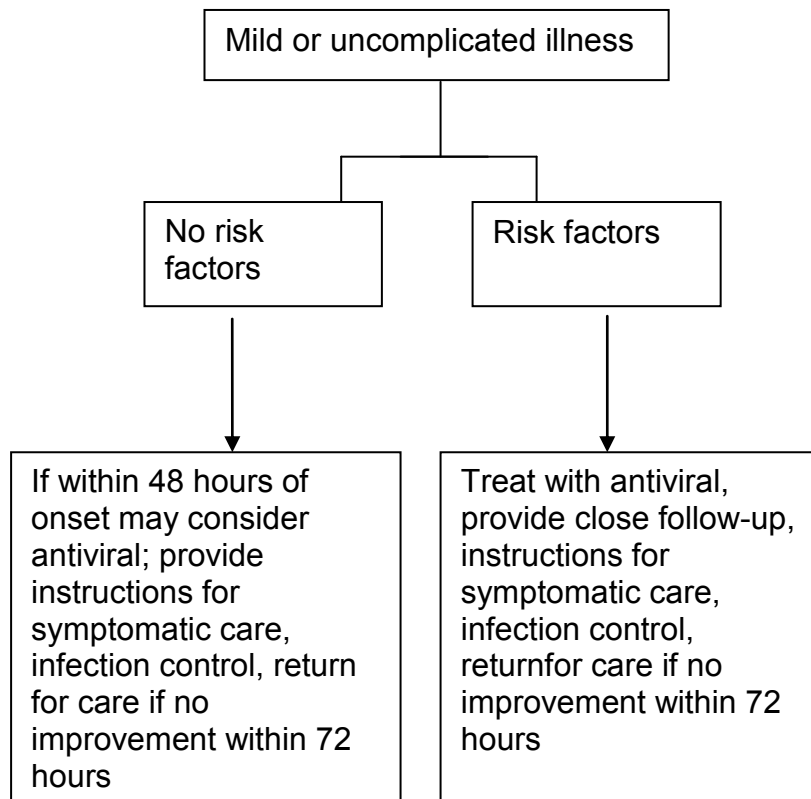 Mild or uncomplicated illness
No risk
factors
Risk factors
If within 48 hours of
onset may consider
antiviral; provide
instructions for
symptomatic care,
infection control, return
for care if no
improvement within 72
hours
Treat with antiviral,
provide close follow-up,
instructions for
symptomatic care,
infection control,
returnfor care if no
improvement within 72
hours